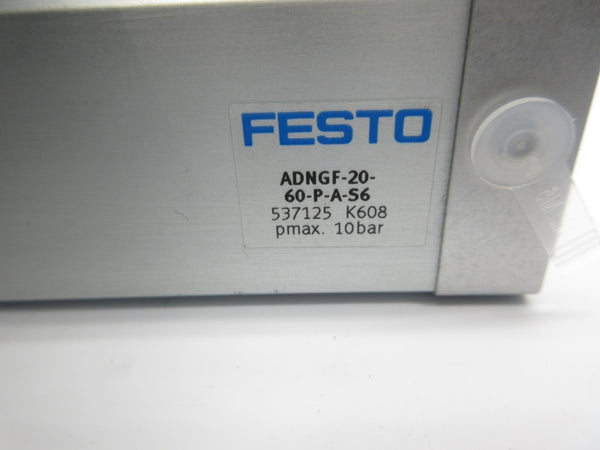 FESTO
ADNGF-20-
60-P-A-S6
537125 K608
pmax. 10bar